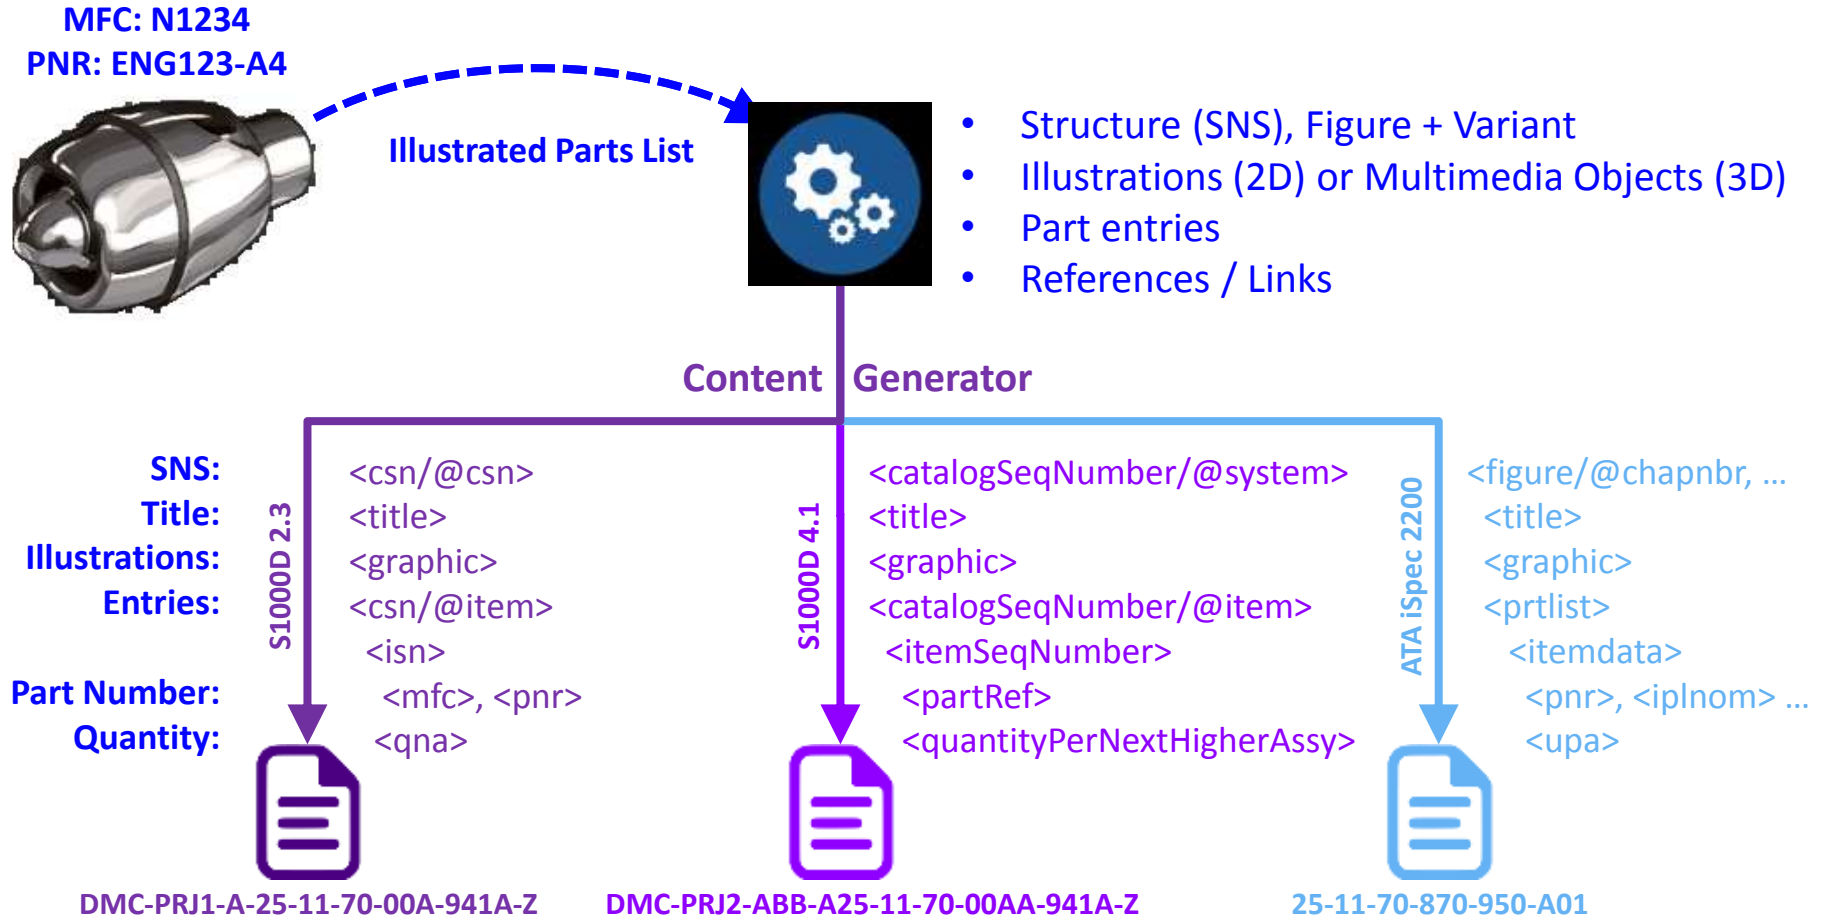 MFC: N1234
PNR: ENG123-A4
Illustrated Parts List
• Structure (SNS), Figure + Variant
• Illustrations (2D) or Multimedia Objects (3D)
• Part entries
• References / Links
Content Generator
SNS:
Title:
Illustrations:
Entries:
Part Number:
Quantity:
S1000D 2.3
<csn/@csn>
<title>
<graphic>
<csn/@item>
<isn>
<mfc>, <pnr>
<qna>
DMC-PRJ1-A-25-11-70-00A-941A-Z
S1000D 4.1
<catalogSeqNumber/@system>
<title>
<graphic>
<catalogSeqNumber/@item>
<itemSeqNumber>
<partRef>
<quantityPerNextHigherAssy>
DMC-PRJ2-ABB-A25-11-70-00AA-941A-Z
ATA iSpec 2200
<figure/@chapnbr, ...
<title>
<graphic>
<prtlist>
<itemdata>
<pnr>, <iplnom> ...
<upa>
25-11-70-870-950-A01